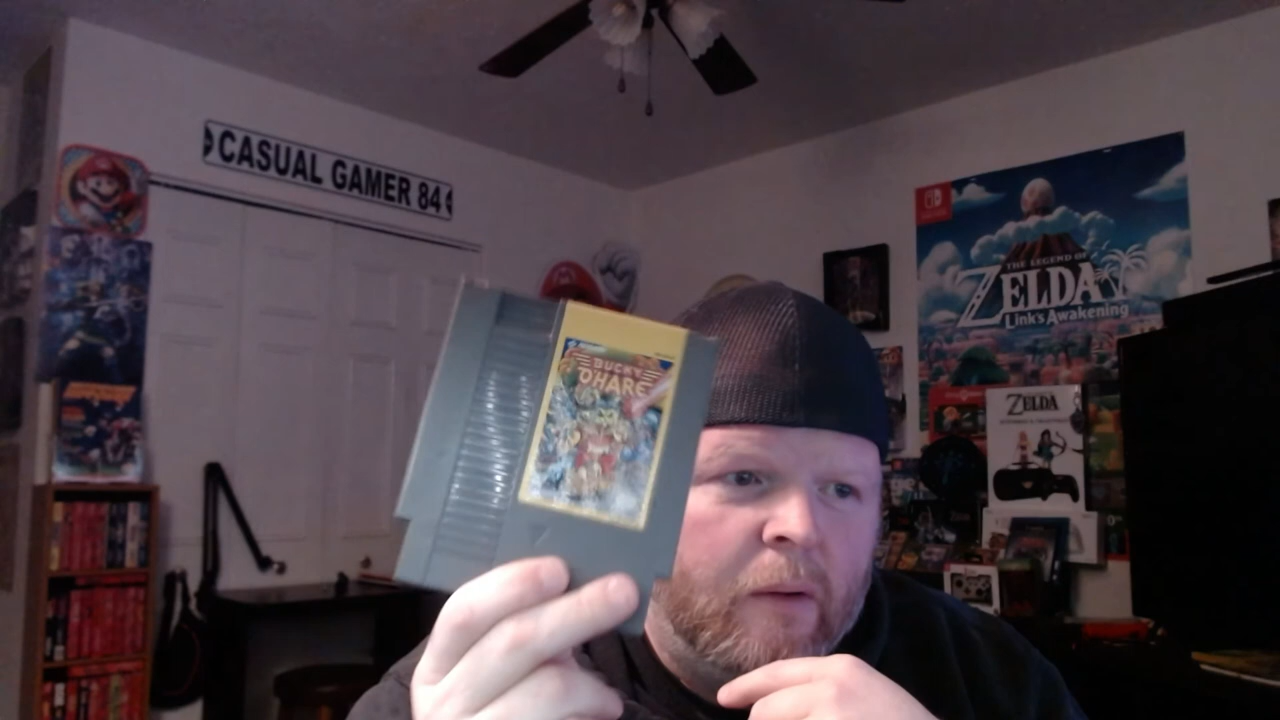 CASUAL GAMER 84
BUCKY
O'HARE
THE LEGEND OF
ZELDA
Link's Awakening
ZELDA